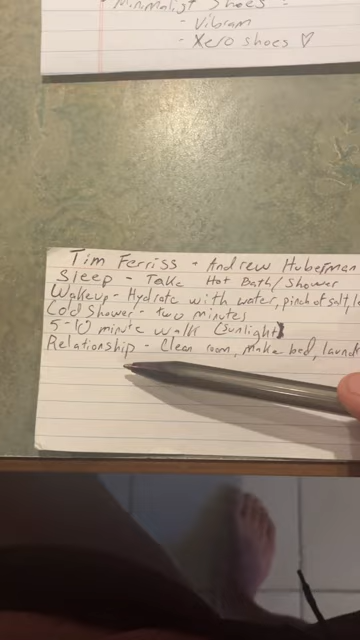 Minimalist Shoes
- Vibram
- Xero shoes ♡
Tim Ferriss + Andrew Huberman
Sleep - Take Hot Bath/Shower
Wakeup - Hydrate with water, pinch of salt,
Cold Shower - two minutes
5-10 minute walk (sunlight)
Relationship - Clean room, make bed,